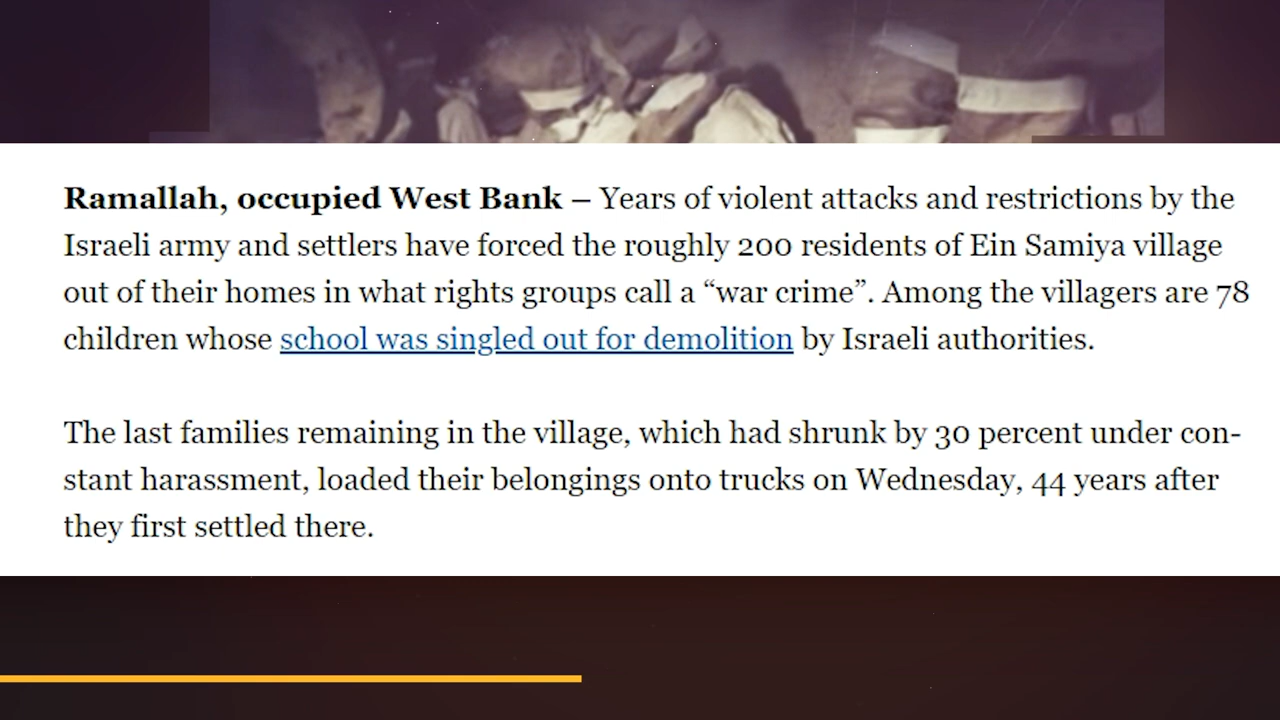 Ramallah, occupied West Bank – Years of violent attacks and restrictions by the
Israeli army and settlers have forced the roughly 200 residents of Ein Samiya village
out of their homes in what rights groups call a “war crime”. Among the villagers are 78
children whose school was singled out for demolition by Israeli authorities.
The last families remaining in the village, which had shrunk by 30 percent under con-
stant harassment, loaded their belongings onto trucks on Wednesday, 44 years after
they first settled there.